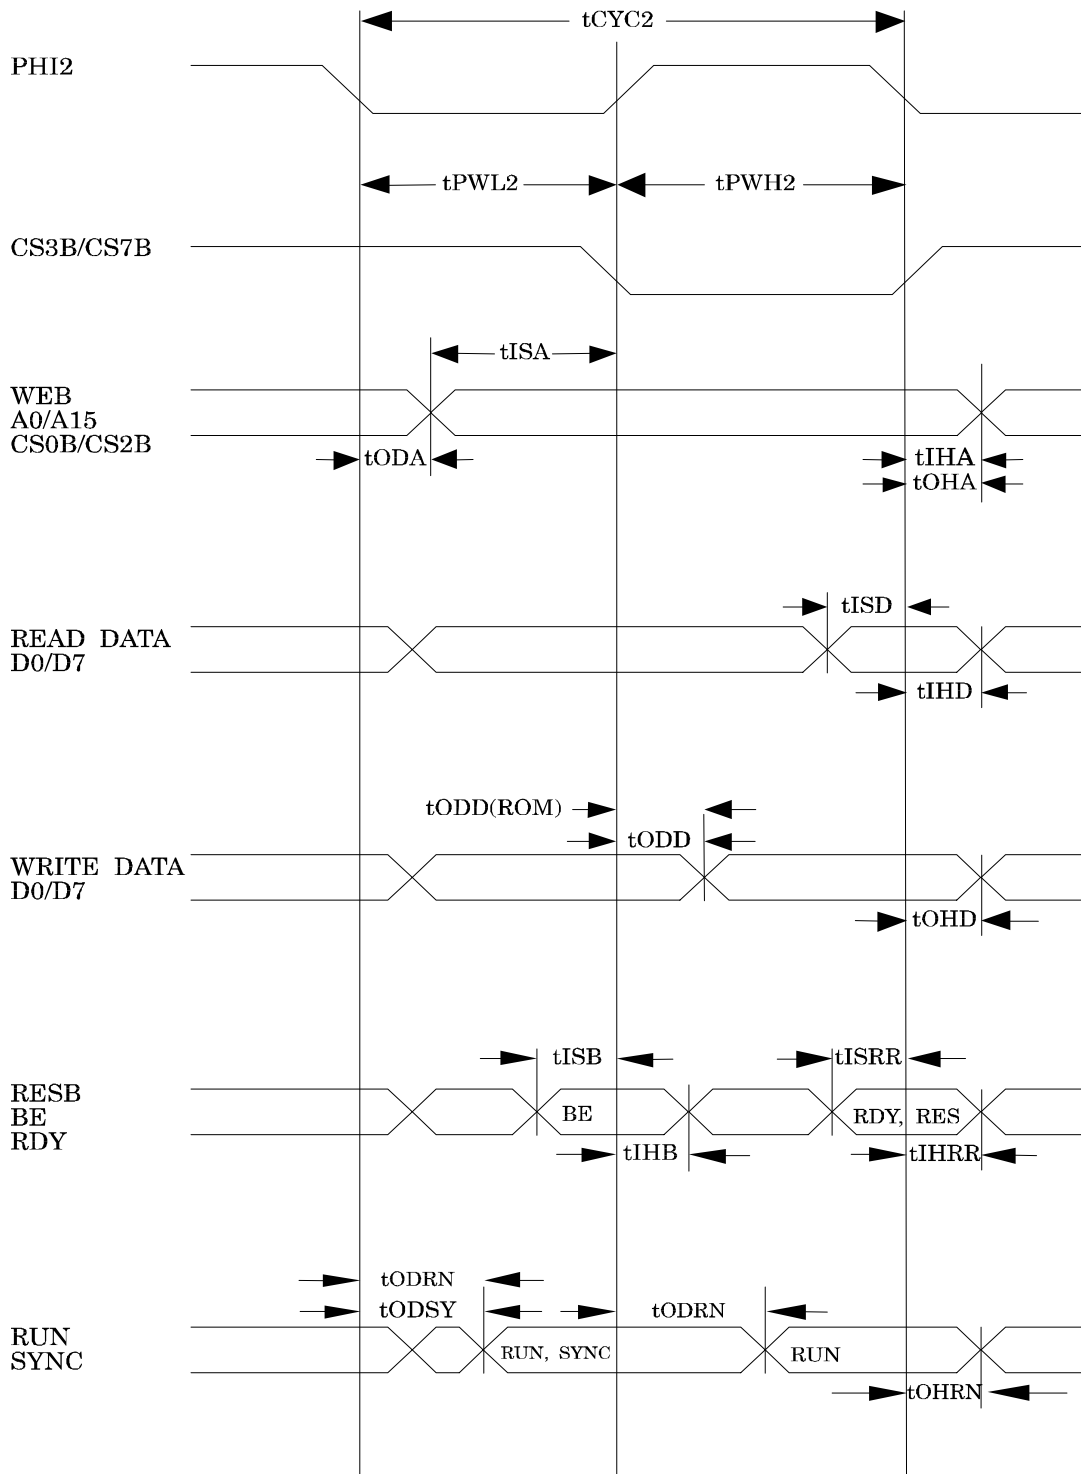 tCYC2
PHI2
tPWL2 tPWH2
CS3B/CS7B
tISA
WEB
A0/A15
CS0B/CS2B
tODA tIHA
tOHA
tISD
READ DATA
D0/D7
tIHD
tODD(ROM)
tODD
WRITE DATA
D0/D7
tOHD
tISB tISRR
RESB
BE
RDY
BE RDY, RES
tIHB tIHRR
tODRN
tODSY tODRN
RUN
SYNC
RUN, SYNC RUN
tOHRN